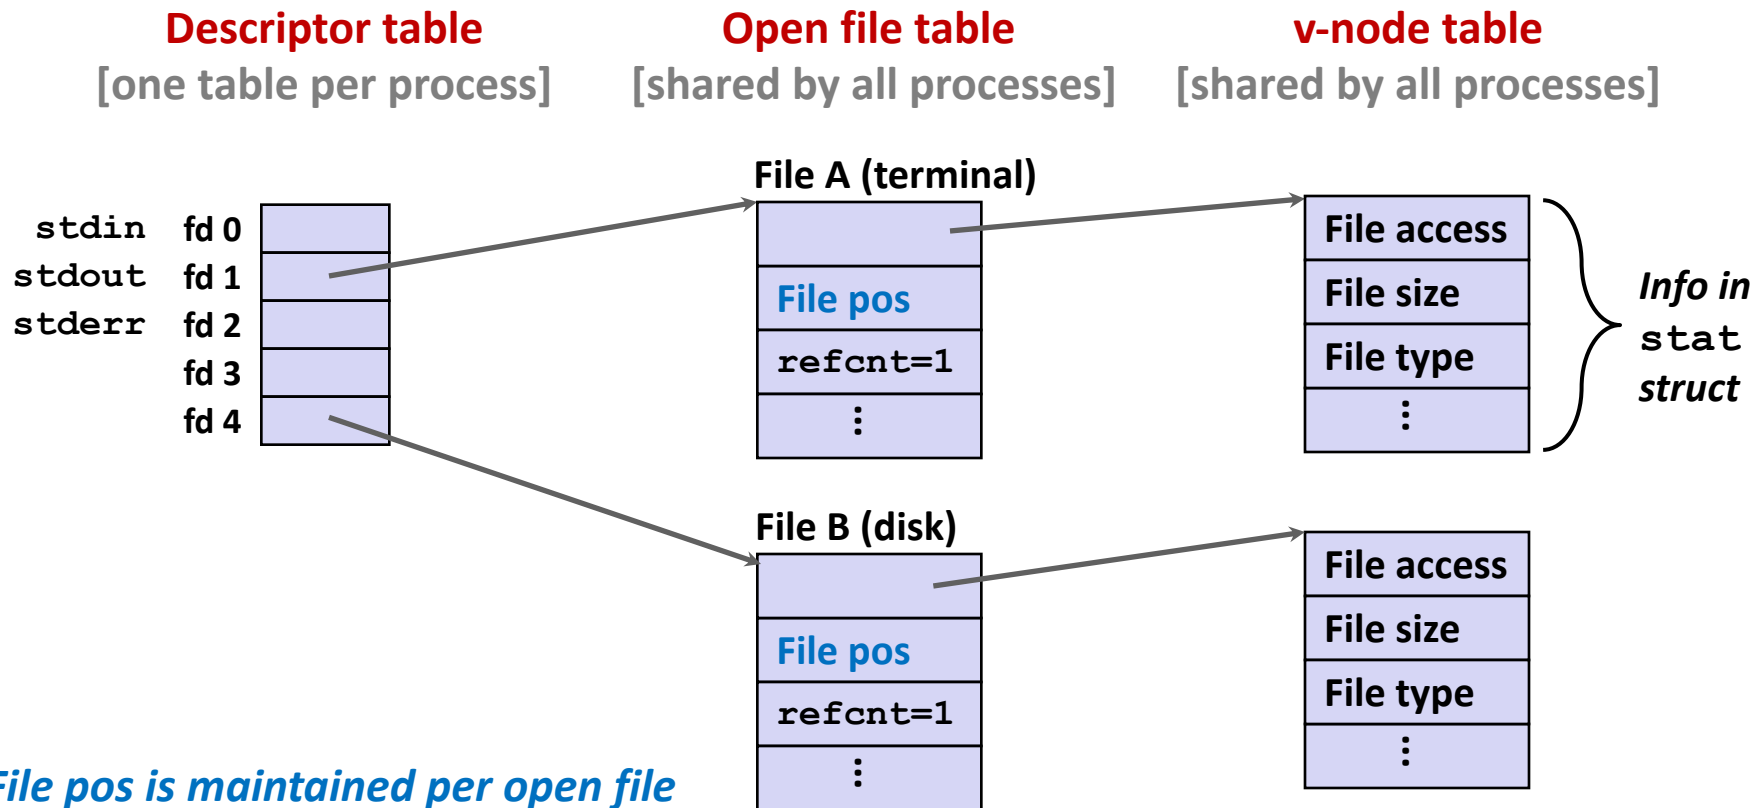 Descriptor table
[one table per process]
Open file table
[shared by all processes]
v-node table
[shared by all processes]
stdin fd 0
stdout fd 1
stderr fd 2
fd 3
fd 4
File A (terminal)
File pos
refcnt=1
⋮
File access
File size
File type
⋮
Info in
stat
struct
File B (disk)
File pos
refcnt=1
⋮
File access
File size
File type
⋮
File pos is maintained per open file